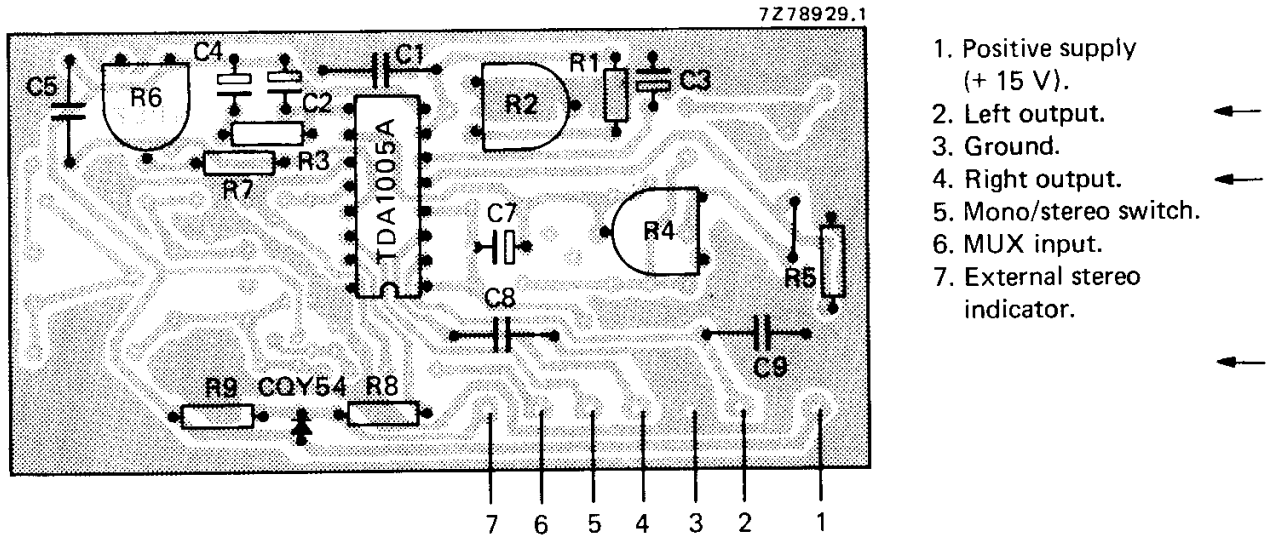 7Z78929.1
C5
R6
C4
C2
C1
R2
R1
C3
R3
R7
TDA1005A
C7
R4
R5
C8
C9
R9
CQY54
R8
7 6 5 4 3 2 1
1. Positive supply
(+ 15 V).
2. Left output.
3. Ground.
4. Right output.
5. Mono/stereo switch.
6. MUX input.
7. External stereo
indicator.